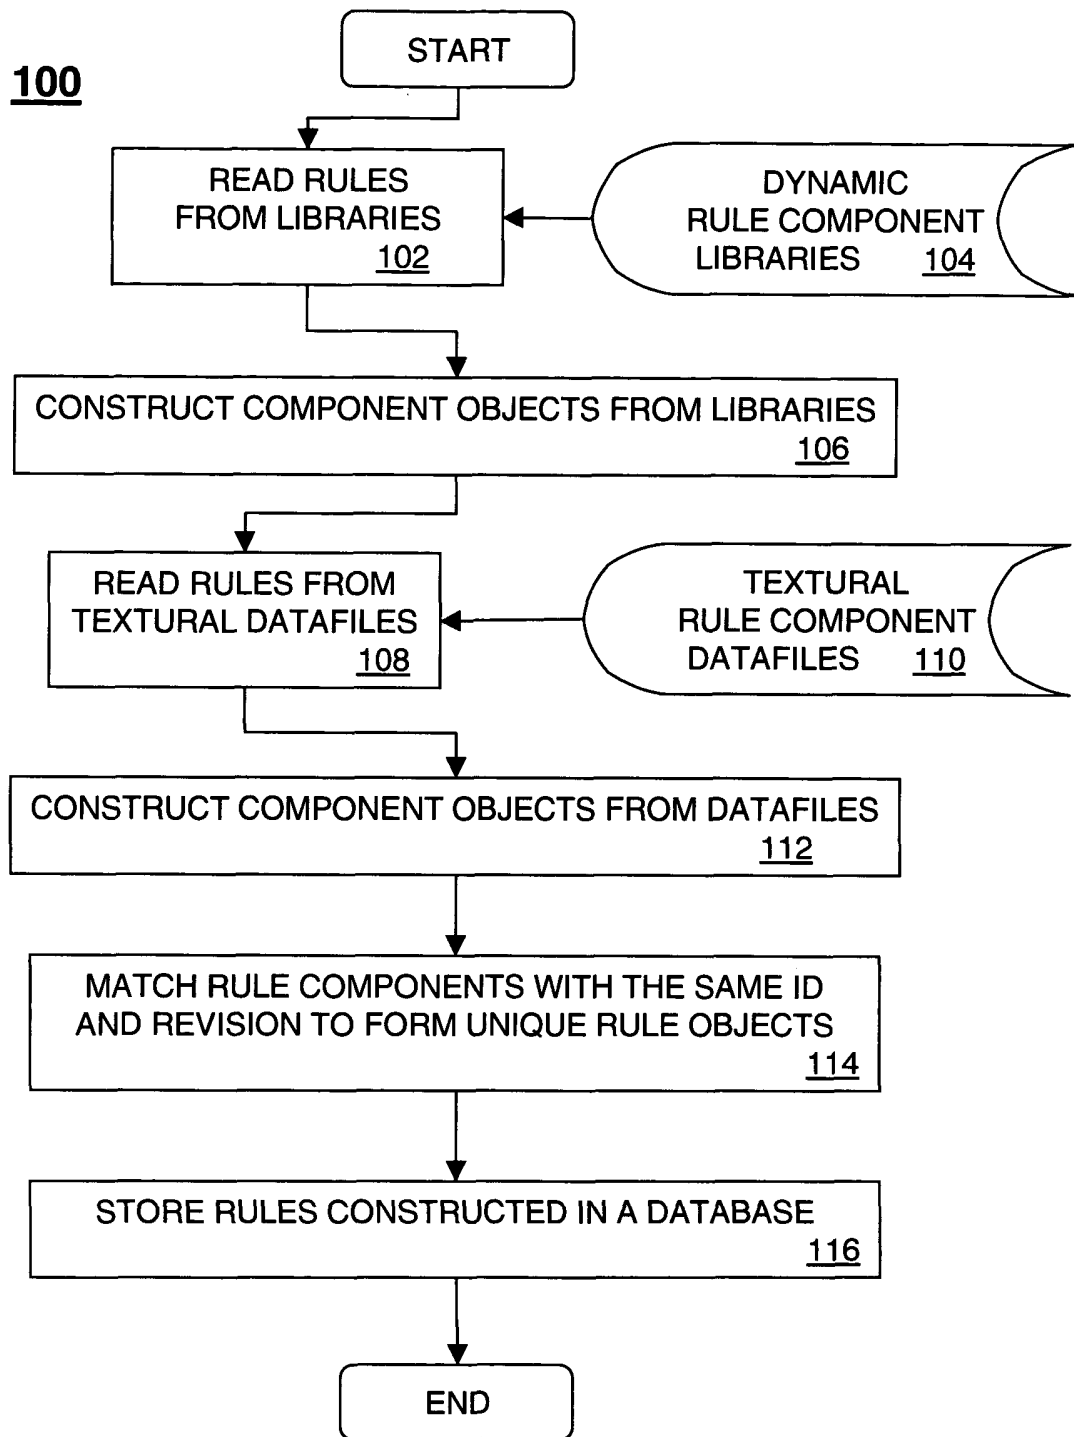 START
100
READ RULES
FROM LIBRARIES
102
DYNAMIC
RULE COMPONENT
LIBRARIES 104
CONSTRUCT COMPONENT OBJECTS FROM LIBRARIES
106
READ RULES FROM
TEXTURAL DATAFILES
108
TEXTURAL
RULE COMPONENT
DATAFILES 110
CONSTRUCT COMPONENT OBJECTS FROM DATAFILES
112
MATCH RULE COMPONENTS WITH THE SAME ID
AND REVISION TO FORM UNIQUE RULE OBJECTS
114
STORE RULES CONSTRUCTED IN A DATABASE
116
END